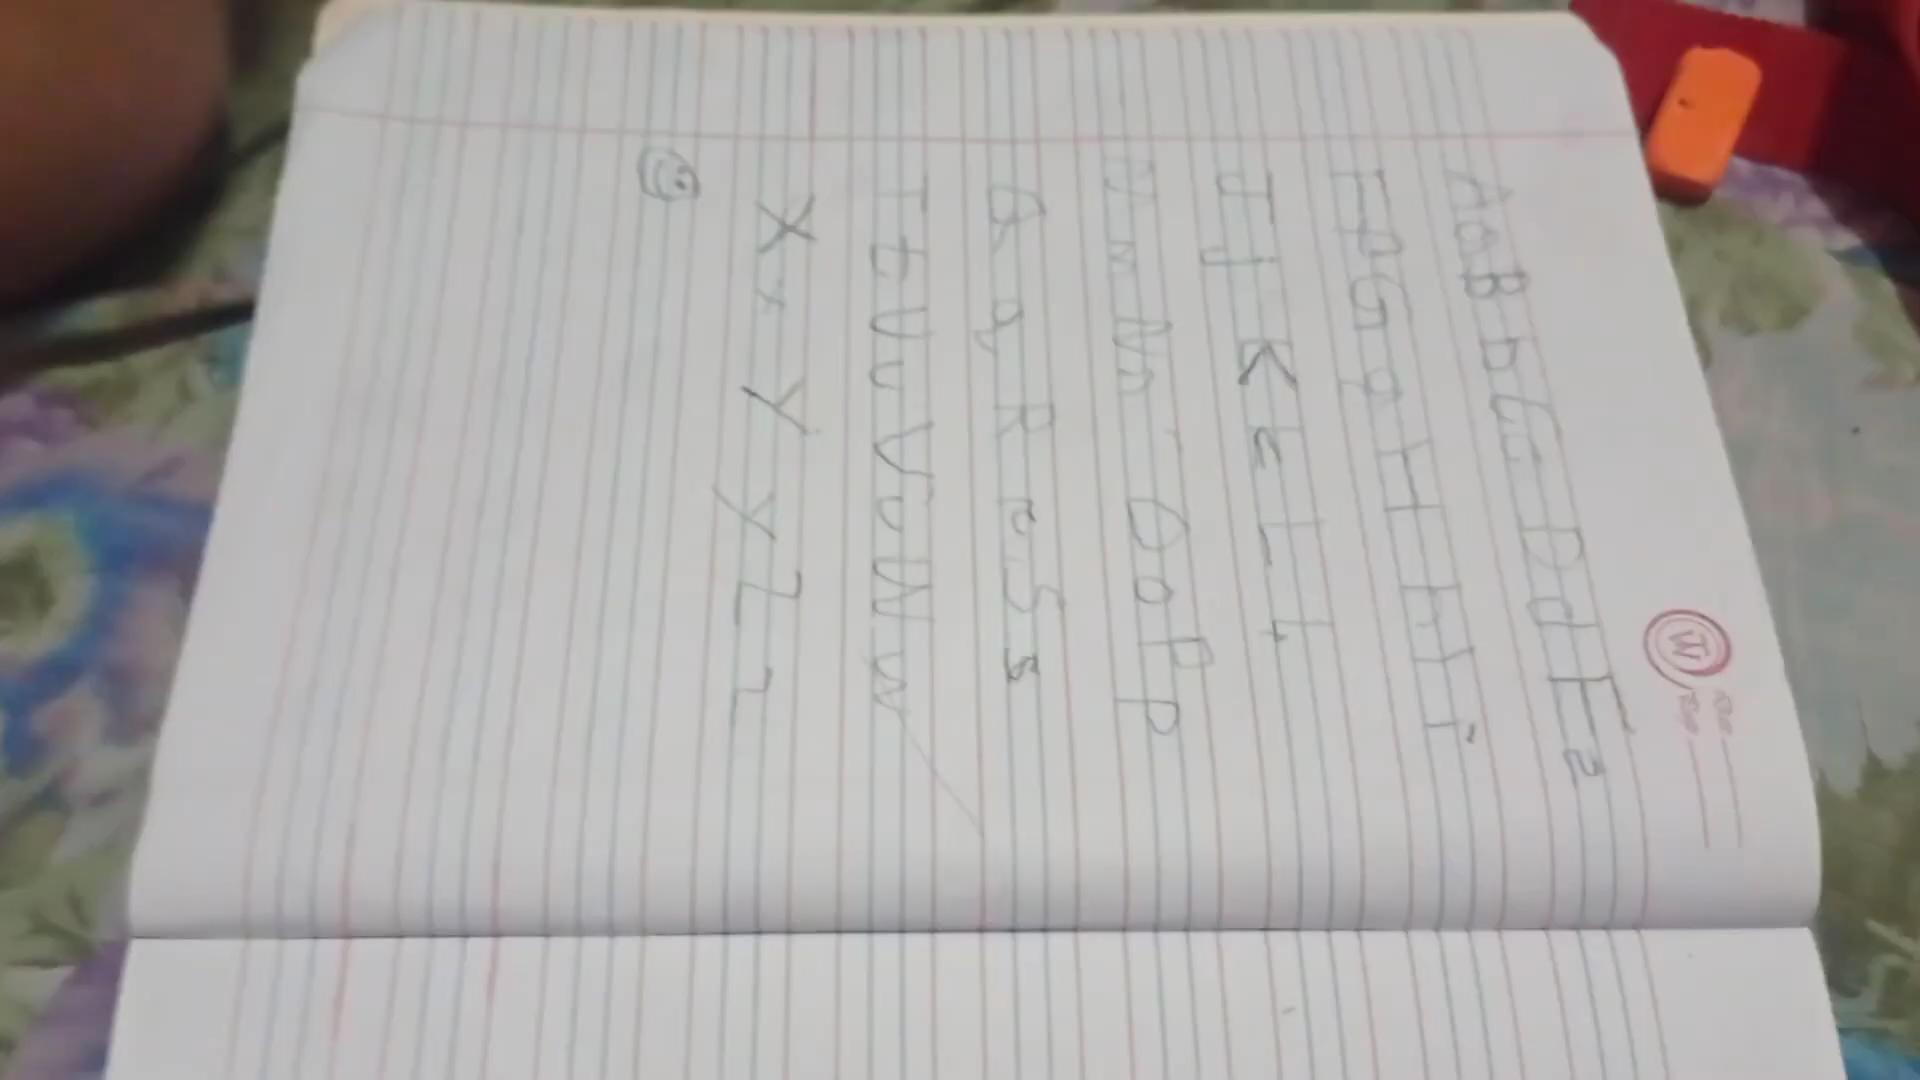 Aa Bb Cc Dd Ee
Ff Gg Hh Ii
Jj Kk Ll
Mm Nn Oo Pp
Qq Rr Ss
Tt Uu Vv Ww
Xx Yy Zz